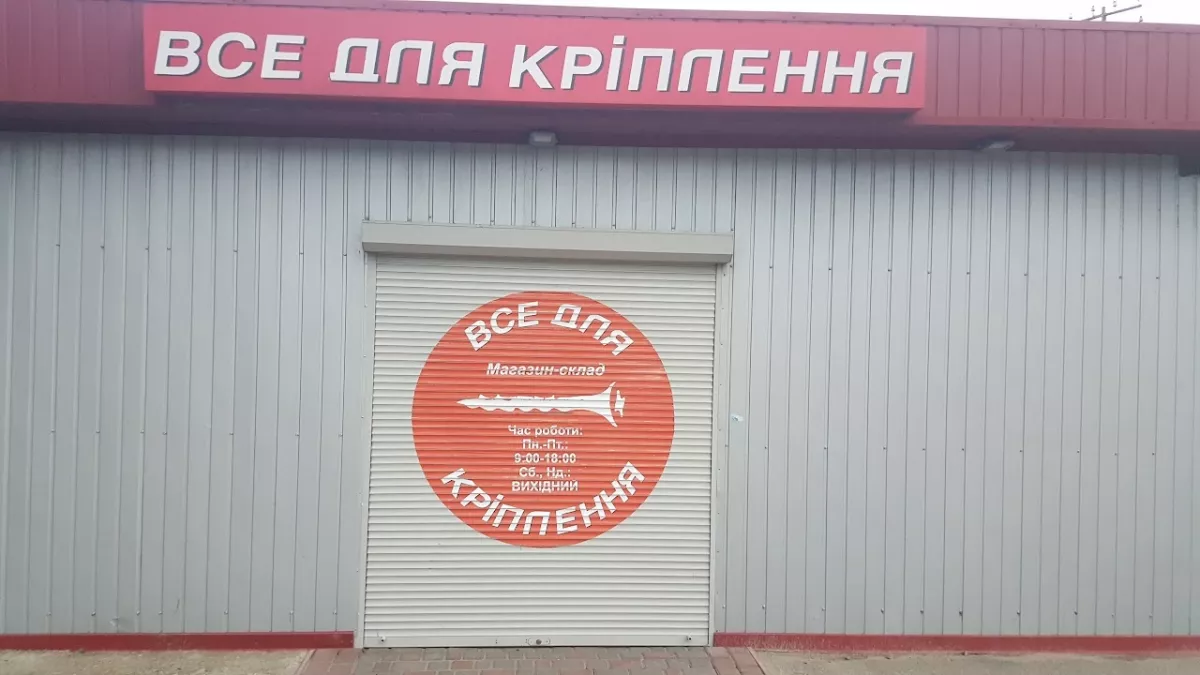 ВСЕ ДЛЯ КРІПЛЕННЯ
ВСЕ ДЛЯ
Магазин-склад
Час роботи:
Пн.-Пт.:
9:00-18:00
Сб., Нд.:
ВИХІДНИЙ
КРІПЛЕННЯ